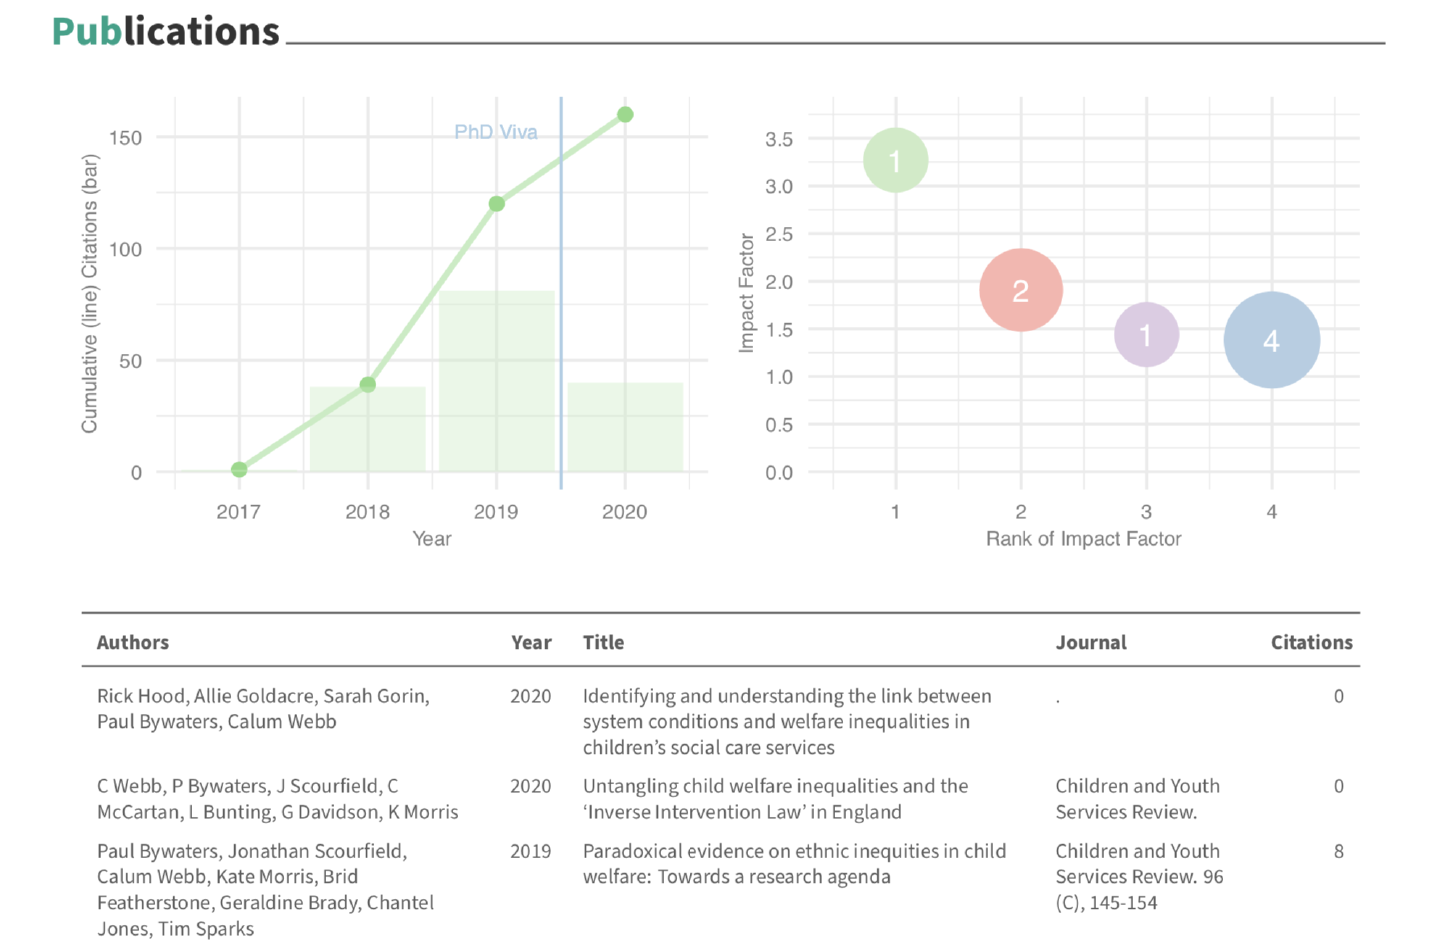 Publications
PhD Viva
150
100
50
0
Cumulative (line) Citations (bar)
2017 2018 2019 2020
Year
3.5
3.0
2.5
2.0
1.5
1.0
0.5
0.0
Impact Factor
1
2
1
4
1 2 3 4
Rank of Impact Factor
Authors Year Title Journal Citations
Rick Hood, Allie Goldacre, Sarah Gorin, 2020 Identifying and understanding the link between . 0
Paul Bywaters, Calum Webb system conditions and welfare inequalities in
children’s social care services
C Webb, P Bywaters, J Scourfield, C 2020 Untangling child welfare inequalities and the Children and Youth 0
McCartan, L Bunting, G Davidson, K Morris ‘Inverse Intervention Law’ in England Services Review.
Paul Bywaters, Jonathan Scourfield, 2019 Paradoxical evidence on ethnic inequities in child Children and Youth 8
Calum Webb, Kate Morris, Brid welfare: Towards a research agenda Services Review. 96
Featherstone, Geraldine Brady, Chantel (C), 145-154
Jones, Tim Sparks